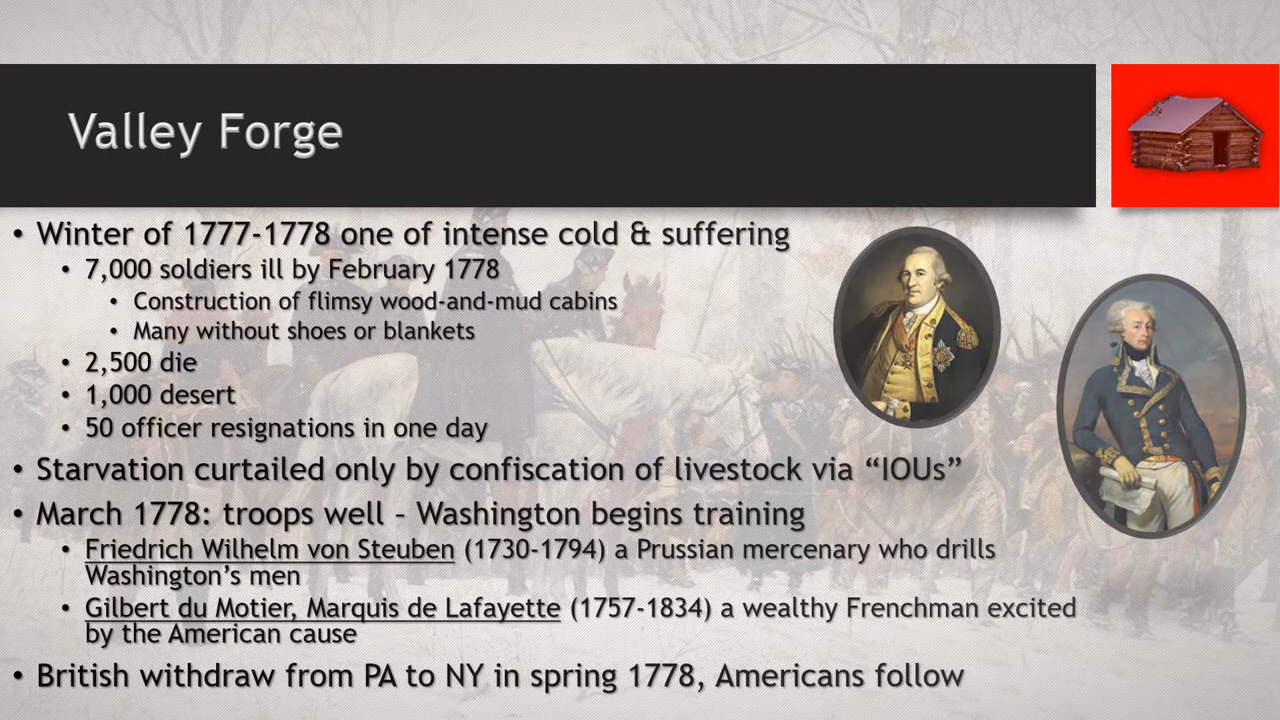 Valley Forge
• Winter of 1777-1778 one of intense cold & suffering
• 7,000 soldiers ill by February 1778
• Construction of flimsy wood-and-mud cabins
• Many without shoes or blankets
• 2,500 die
• 1,000 desert
• 50 officer resignations in one day
• Starvation curtailed only by confiscation of livestock via “IOUs”
• March 1778: troops well – Washington begins training
• Friedrich Wilhelm von Steuben (1730-1794) a Prussian mercenary who drills
Washington’s men
• Gilbert du Motier, Marquis de Lafayette (1757-1834) a wealthy Frenchman excited
by the American cause
• British withdraw from PA to NY in spring 1778, Americans follow